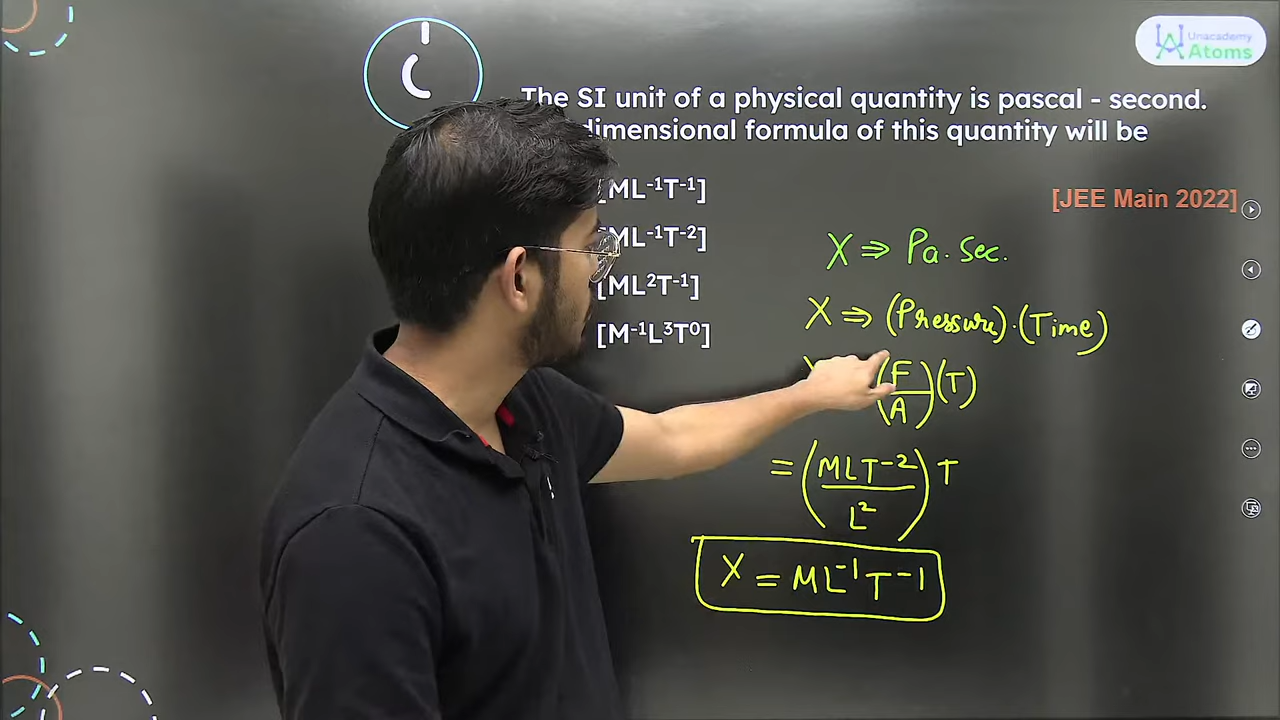 Unacademy
Atoms
The SI unit of a physical quantity is pascal - second.
dimensional formula of this quantity will be
[ML⁻¹T⁻¹]
[ML⁻¹T⁻²]
[ML²T⁻¹]
[M⁻¹L³T⁰]
[JEE Main 2022]
X ⇒ Pa. Sec.
X ⇒ (Pressure).(Time)
X (F/A)(T)
= (MLT⁻²/L²) T
X = ML⁻¹T⁻¹